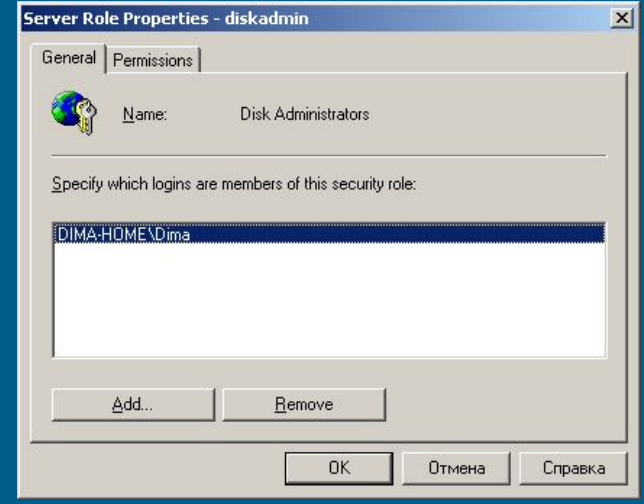 Server Role Properties - diskadmin
General Permissions
Name: Disk Administrators
Specify which logins are members of this security role:
DIMA-HOME\Dima
Add... Remove
OK Отмена Справка